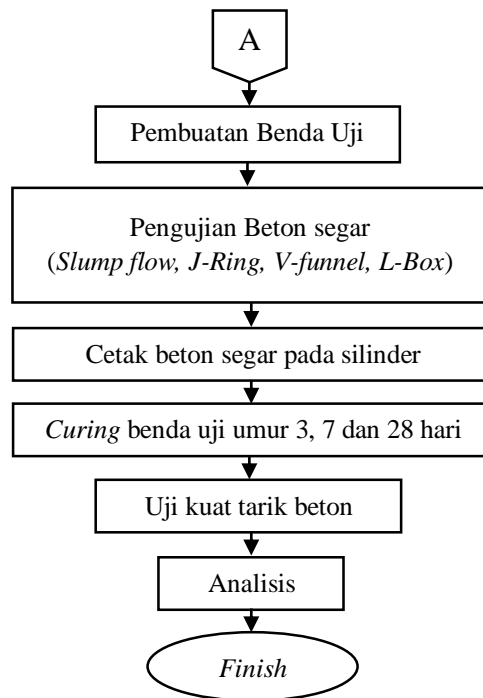 A
Pembuatan Benda Uji
Pengujian Beton segar
(Slump flow, J-Ring, V-funnel, L-Box)
Cetak beton segar pada silinder
Curing benda uji umur 3, 7 dan 28 hari
Uji kuat tarik beton
Analisis
Finish